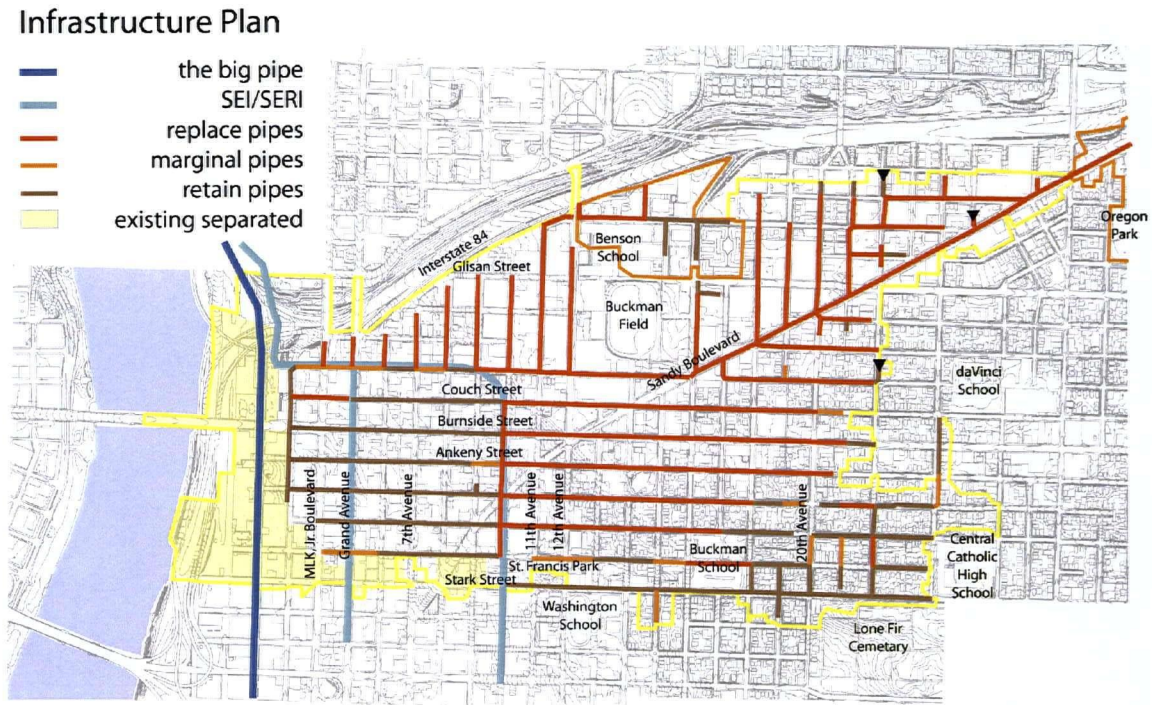 Infrastructure Plan
the big pipe
SEI/SERI
replace pipes
marginal pipes
retain pipes
existing separated
Interstate 84
Glisan Street
Benson
School
Oregon
Park
Buckman
Field
Sandy Boulevard
daVinci
School
Couch Street
Burnside Street
Ankeny Street
MLK, Jr. Boulevard
Grand Avenue
7th Avenue
11th Avenue
12th Avenue
20th Avenue
Buckman
School
Central
Catholic
High
School
St. Francis Park
Stark Street
Washington
School
Lone Fir
Cemetary